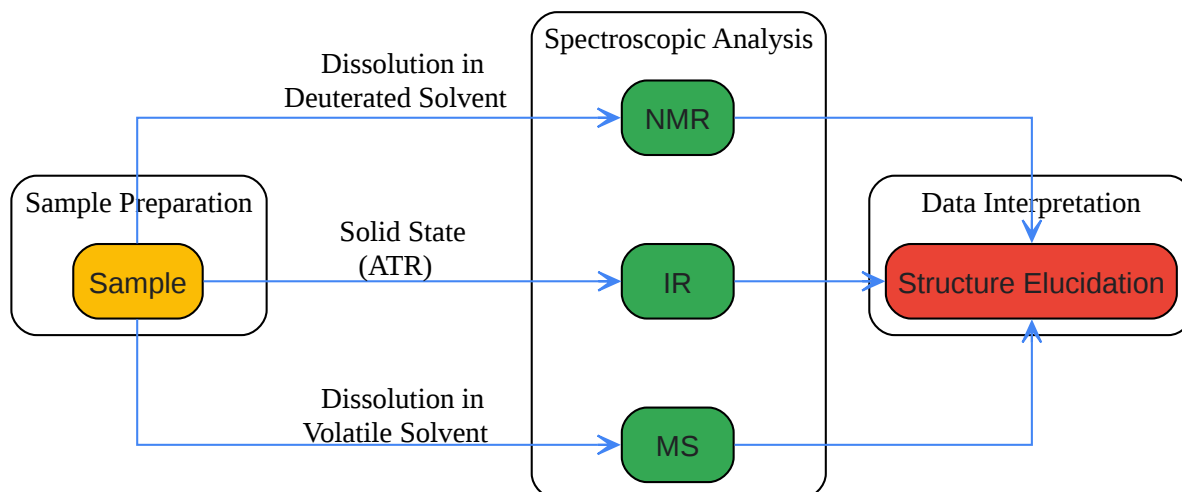 Spectroscopic Analysis
Dissolution in
Deuterated Solvent
NMR
Sample Preparation
Solid State
(ATR)
Data Interpretation
Sample
IR
Structure Elucidation
Dissolution in
Volatile Solvent
MS